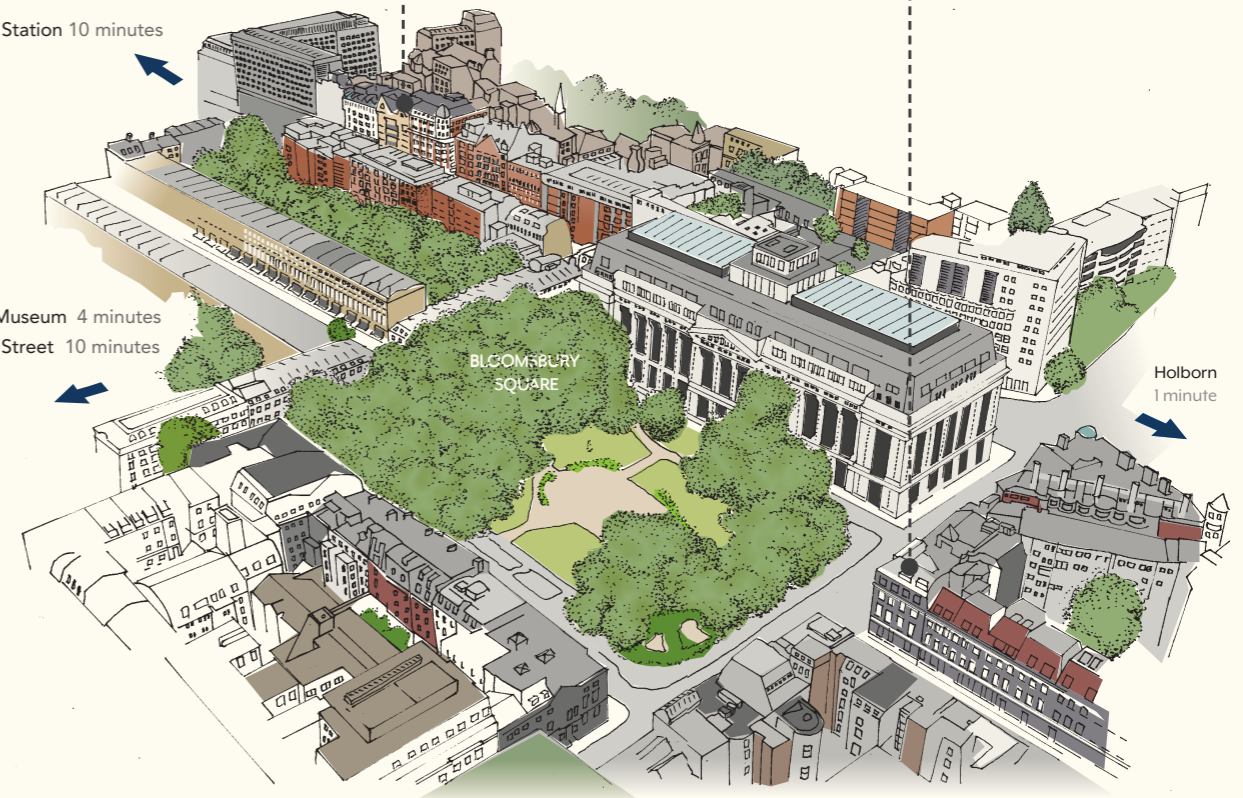 Station 10 minutes
Museum 4 minutes
Street 10 minutes
BLOOMSBURY
SQUARE
Holborn
1 minute